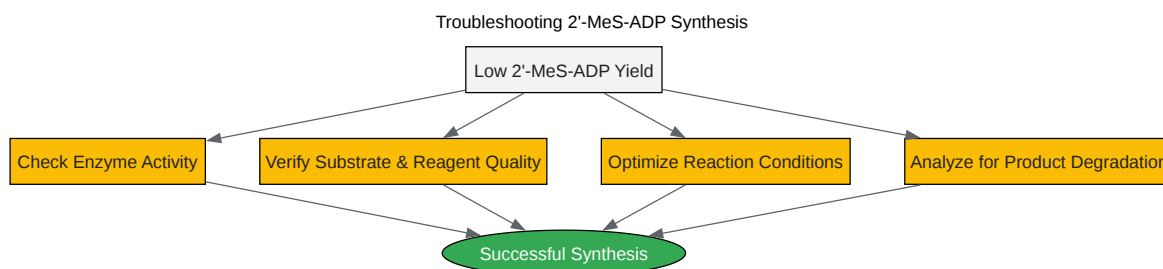 Troubleshooting 2'-MeS-ADP Synthesis
Low 2'-MeS-ADP Yield
Check Enzyme Activity
Verify Substrate & Reagent Quality
Optimize Reaction Conditions
Analyze for Product Degradation
Successful Synthesis